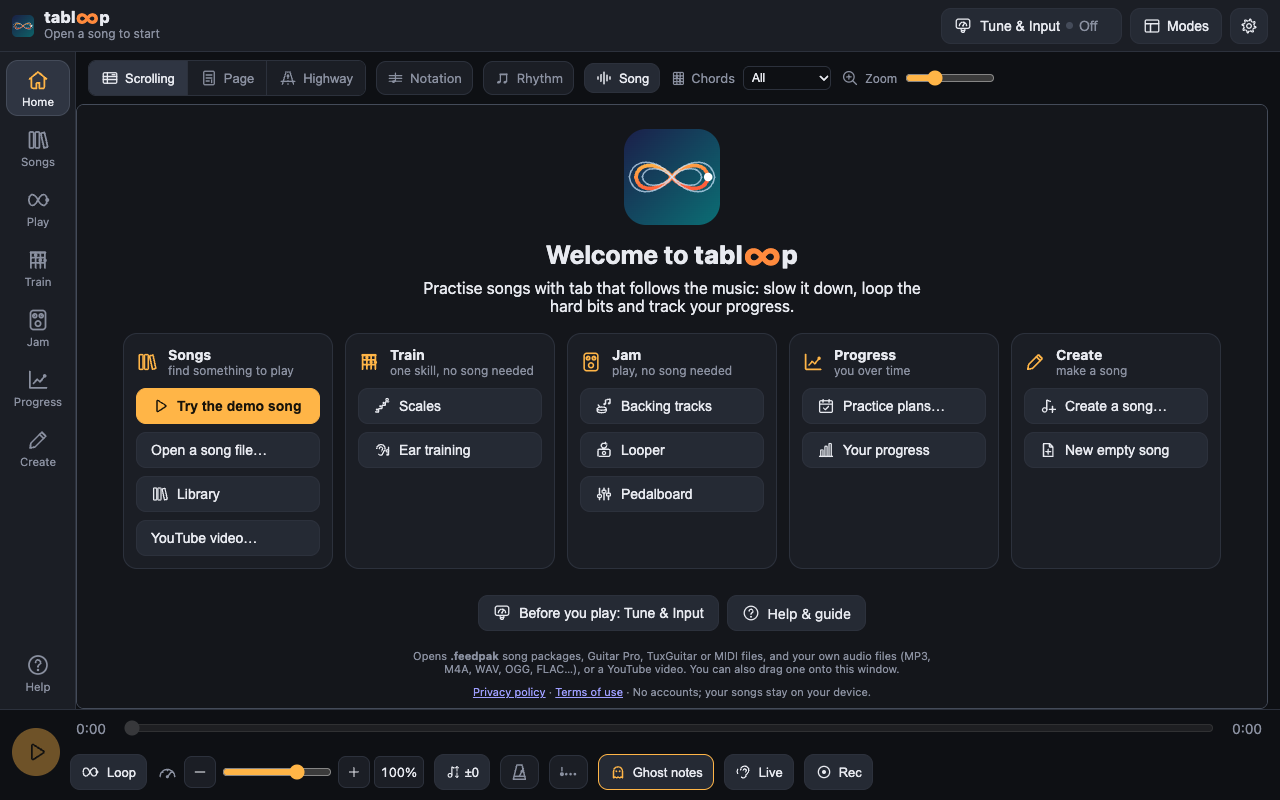 tabloop
Open a song to start
Tune & Input Off
Modes
Home
Songs
Play
Train
Jam
Progress
Create
Help
Scrolling
Page
Highway
Notation
Rhythm
Song
Chords
All
Zoom
Welcome to tabloop
Practise songs with tab that follows the music: slow it down, loop the
hard bits and track your progress.
Songs
find something to play
Try the demo song
Open a song file…
Library
YouTube video…
Train
one skill, no song needed
Scales
Ear training
Jam
play, no song needed
Backing tracks
Looper
Pedalboard
Progress
you over time
Practice plans…
Your progress
Create
make a song
Create a song…
New empty song
Before you play: Tune & Input
Help & guide
Opens .feedpak song packages, Guitar Pro, TuxGuitar or MIDI files, and your own audio files (MP3,
M4A, WAV, OGG, FLAC…), or a YouTube video. You can also drag one onto this window.
Privacy policy · Terms of use · No accounts; your songs stay on your device.
0:00
0:00
Loop
−
+
100%
±0
Ghost notes
Live
Rec